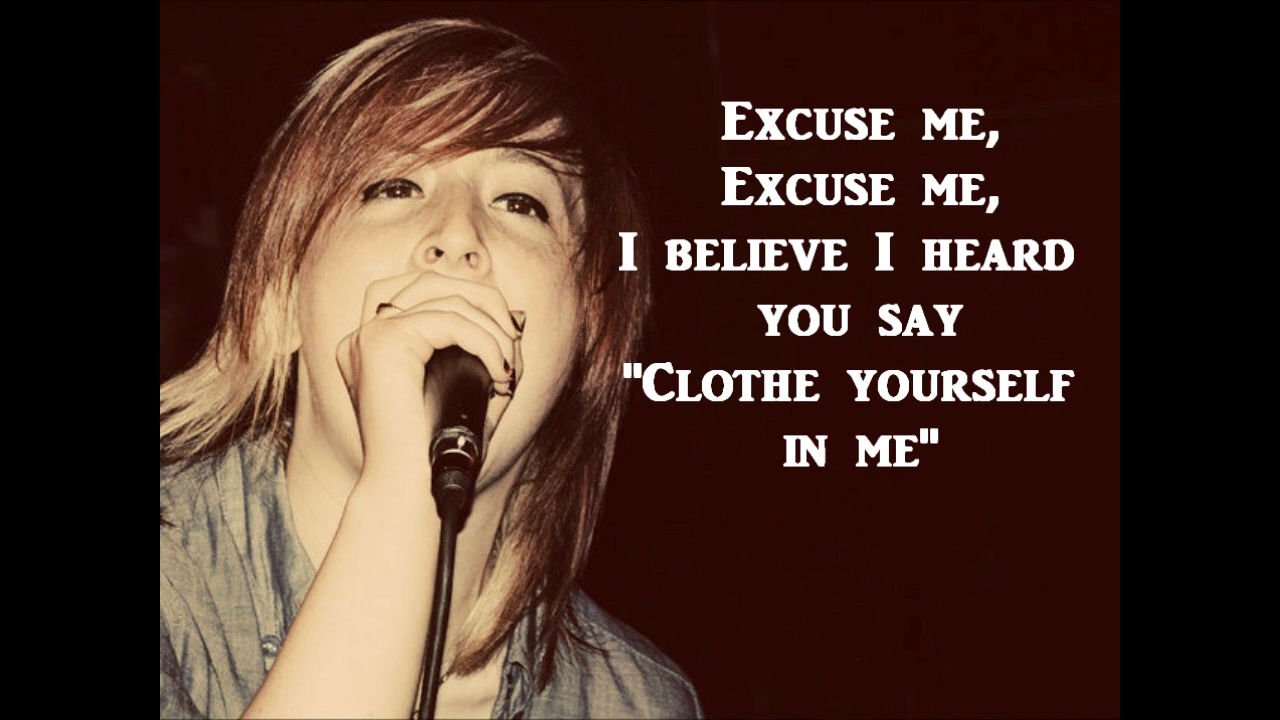 Excuse me,
Excuse me,
I believe I heard
you say
"Clothe yourself
in me"